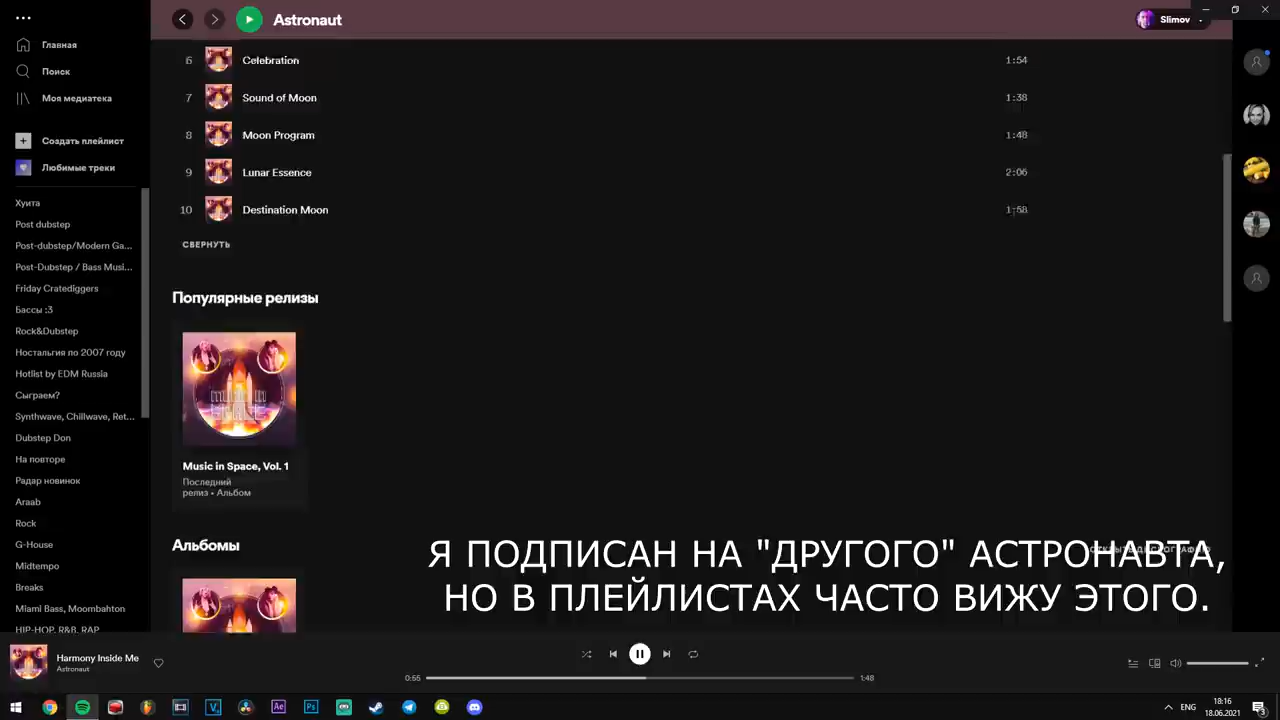 Astronaut
Slimov
Главная
Поиск
Моя медиатека
Создать плейлист
Любимые треки
Хуита
Post dubstep
Post-dubstep/Modern Ga...
Post-Dubstep / Bass Musi...
Friday Cratediggers
Бассы :3
Rock&Dubstep
Ностальгия по 2007 году
Hotlist by EDM Russia
Сыграем?
Synthwave, Chillwave, Ret...
Dubstep Don
На повторе
Радар новинок
Araab
Rock
G-House
Midtempo
Breaks
Miami Bass, Moombahton
HIP-HOP, R&B, RAP
6 Celebration 1:54
7 Sound of Moon 1:38
8 Moon Program 1:48
9 Lunar Essence 2:06
10 Destination Moon 1:58
СВЕРНУТЬ
Популярные релизы
Music in Space, Vol. 1
Последний
релиз • Альбом
Альбомы
Я ПОДПИСАН НА "ДРУГОГО" АСТРОНАВТА,
НО В ПЛЕЙЛИСТАХ ЧАСТО ВИЖУ ЭТОГО.
Harmony Inside Me
Astronaut
0:55
1:48
Ae
Ps
ENG
18:16
18.06.2021